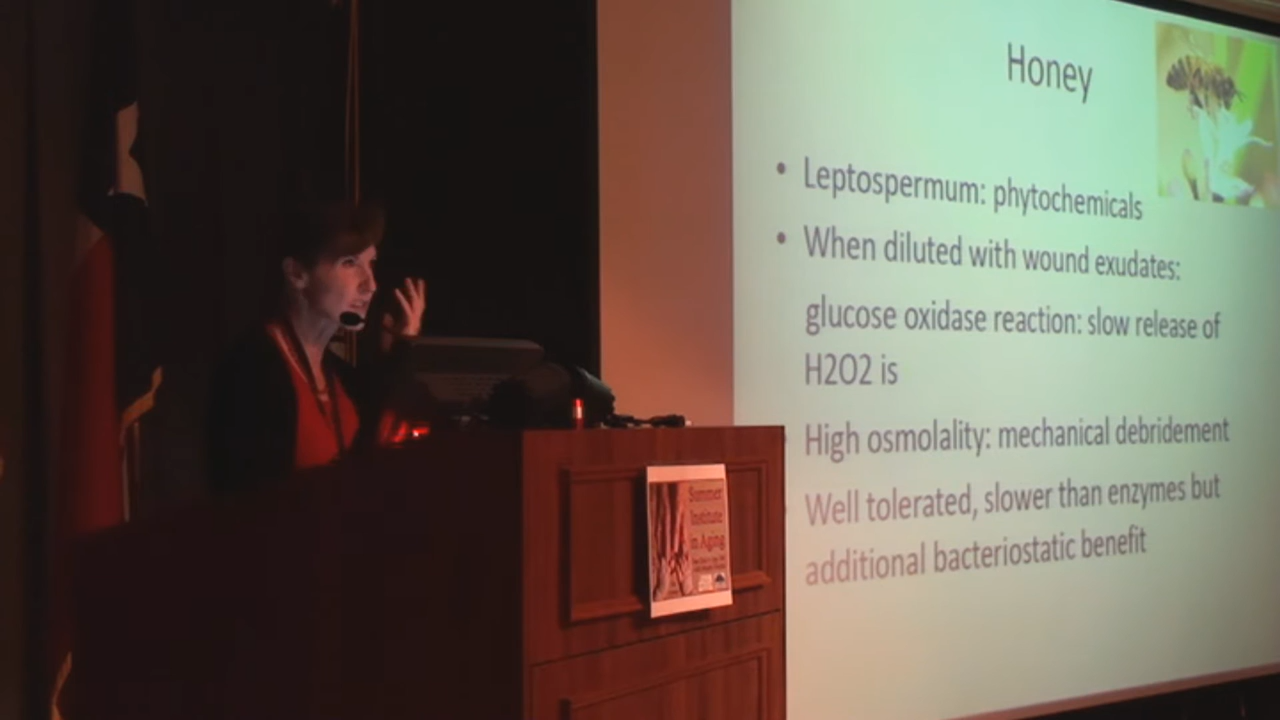 Honey
• Leptospermum: phytochemicals
• When diluted with wound exudates:
glucose oxidase reaction: slow release of
H2O2 is
High osmolality: mechanical debridement
Well tolerated, slower than enzymes but
additional bacteriostatic benefit
Summer
Institute
in Aging